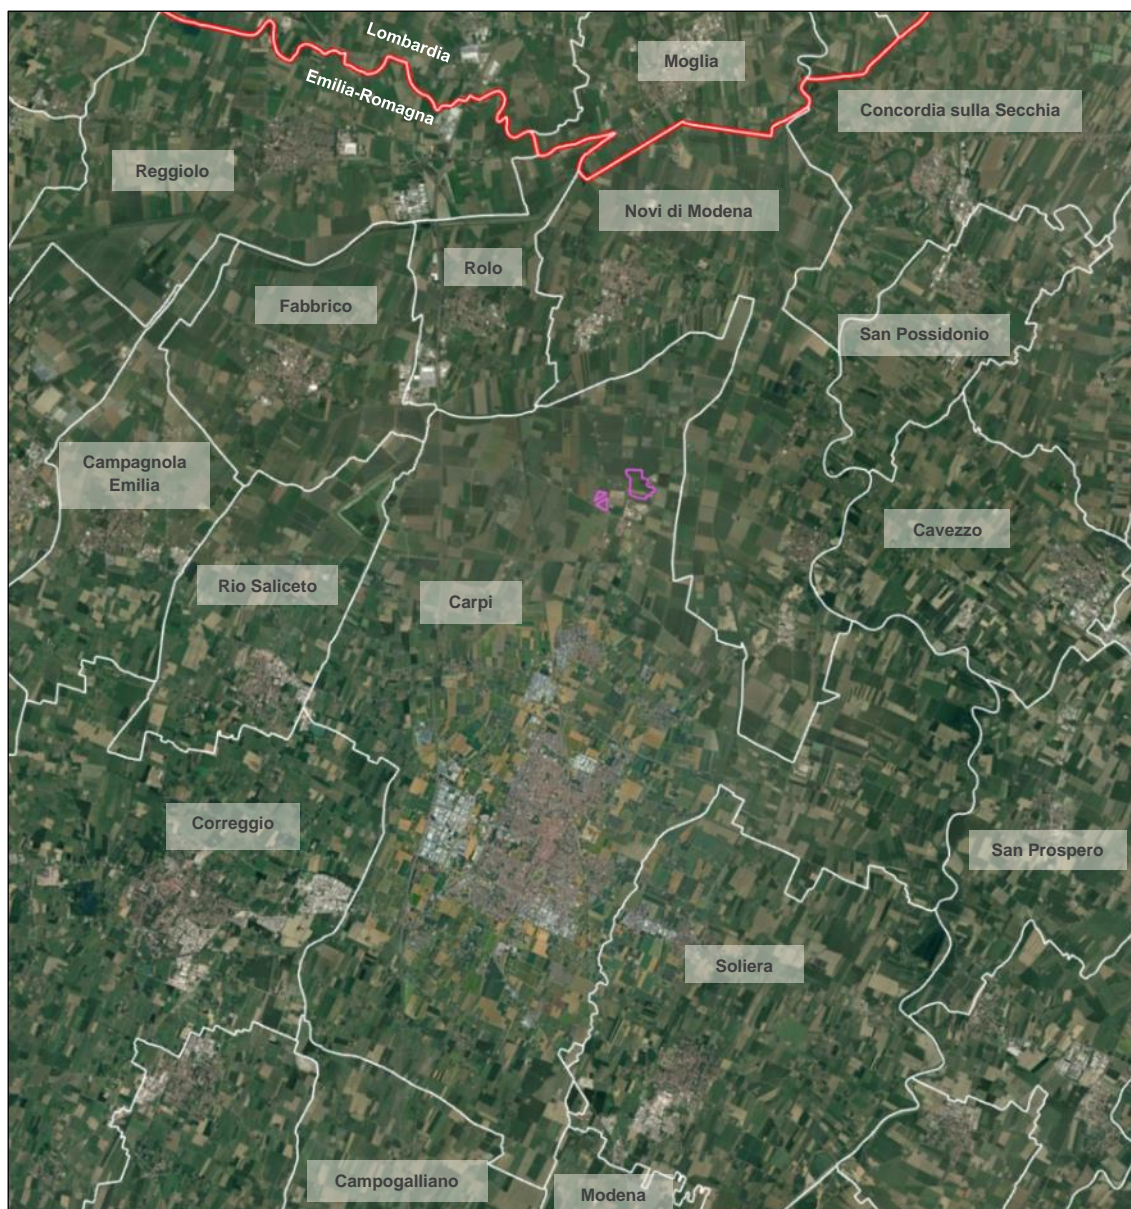 Lombardia
Emilia-Romagna
Moglia
Concordia sulla Secchia
Reggiolo
Novi di Modena
Rolo
Fabbrico
San Possidonio
Campagnola
Emilia
Cavezzo
Rio Saliceto
Carpi
Correggio
San Prospero
Soliera
Campogalliano
Modena